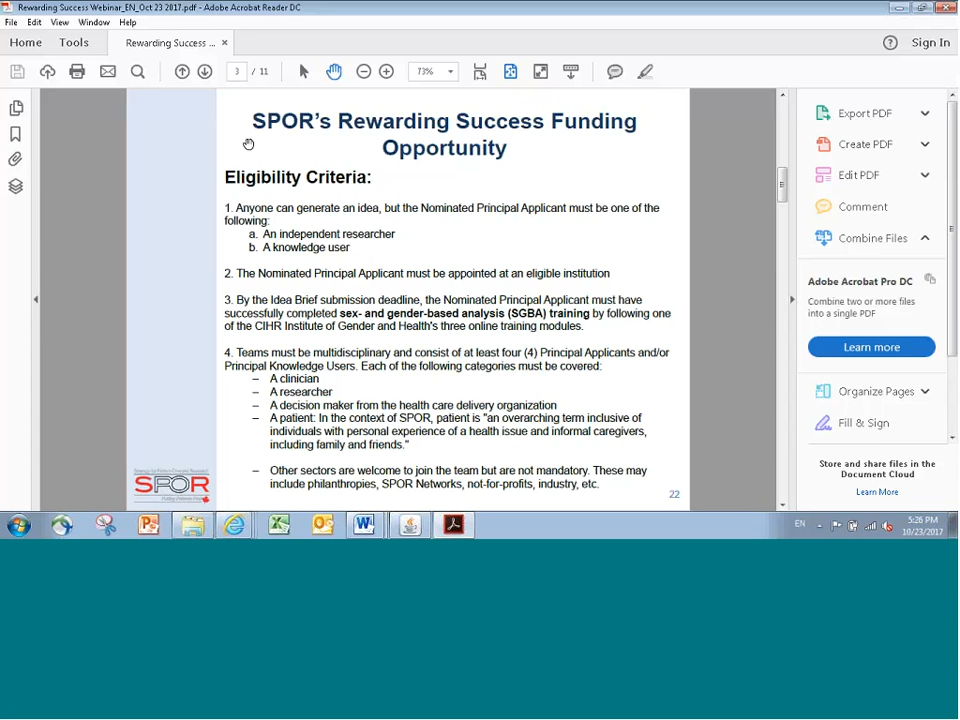 Rewarding Success Webinar_EN_Oct 23 2017.pdf - Adobe Acrobat Reader DC
File Edit View Window Help
Home Tools Rewarding Success ... × Sign In
3 / 11 73%
SPOR's Rewarding Success Funding
Opportunity
Eligibility Criteria:
1. Anyone can generate an idea, but the Nominated Principal Applicant must be one of the
following:
a. An independent researcher
b. A knowledge user
2. The Nominated Principal Applicant must be appointed at an eligible institution
3. By the Idea Brief submission deadline, the Nominated Principal Applicant must have
successfully completed sex- and gender-based analysis (SGBA) training by following one
of the CIHR Institute of Gender and Health's three online training modules.
4. Teams must be multidisciplinary and consist of at least four (4) Principal Applicants and/or
Principal Knowledge Users. Each of the following categories must be covered:
– A clinician
– A researcher
– A decision maker from the health care delivery organization
– A patient: In the context of SPOR, patient is "an overarching term inclusive of
individuals with personal experience of a health issue and informal caregivers,
including family and friends."
– Other sectors are welcome to join the team but are not mandatory. These may
include philanthropies, SPOR Networks, not-for-profits, industry, etc.
SPOR
22
Export PDF
Create PDF
Edit PDF
Comment
Combine Files
Adobe Acrobat Pro DC
Combine two or more files
into a single PDF
Learn more
Organize Pages
Fill & Sign
Store and share files in the
Document Cloud
Learn More
EN
5:26 PM
10/23/2017